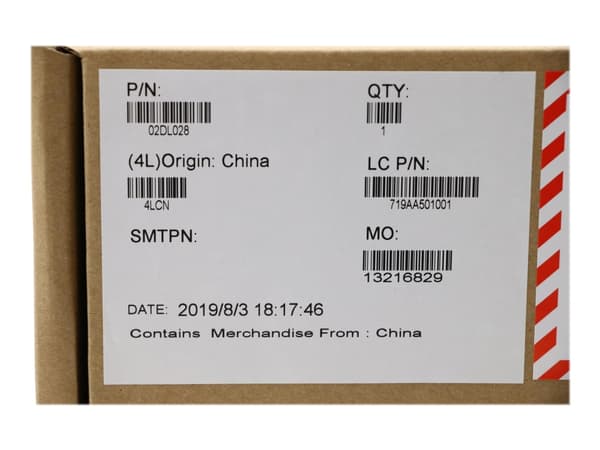 P/N:
02DL028
QTY:
1
(4L)Origin: China
4LCN
LC P/N:
719AA501001
SMTPN:
MO:
13216829
DATE: 2019/8/3 18:17:46
Contains Merchandise From : China